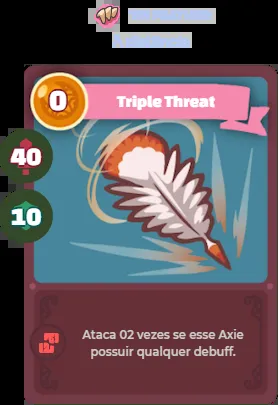 0
Triple Threat
40
10
Ataca 02 vezes se esse Axie
possuir qualquer debuff.